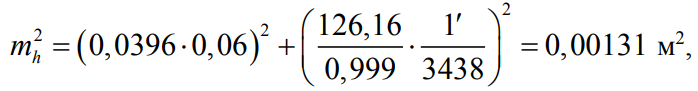 m_h^2 = (0,0396 · 0,06)^2 + (126,16/0,999 · 1′/3438)^2 = 0,00131 м^2,